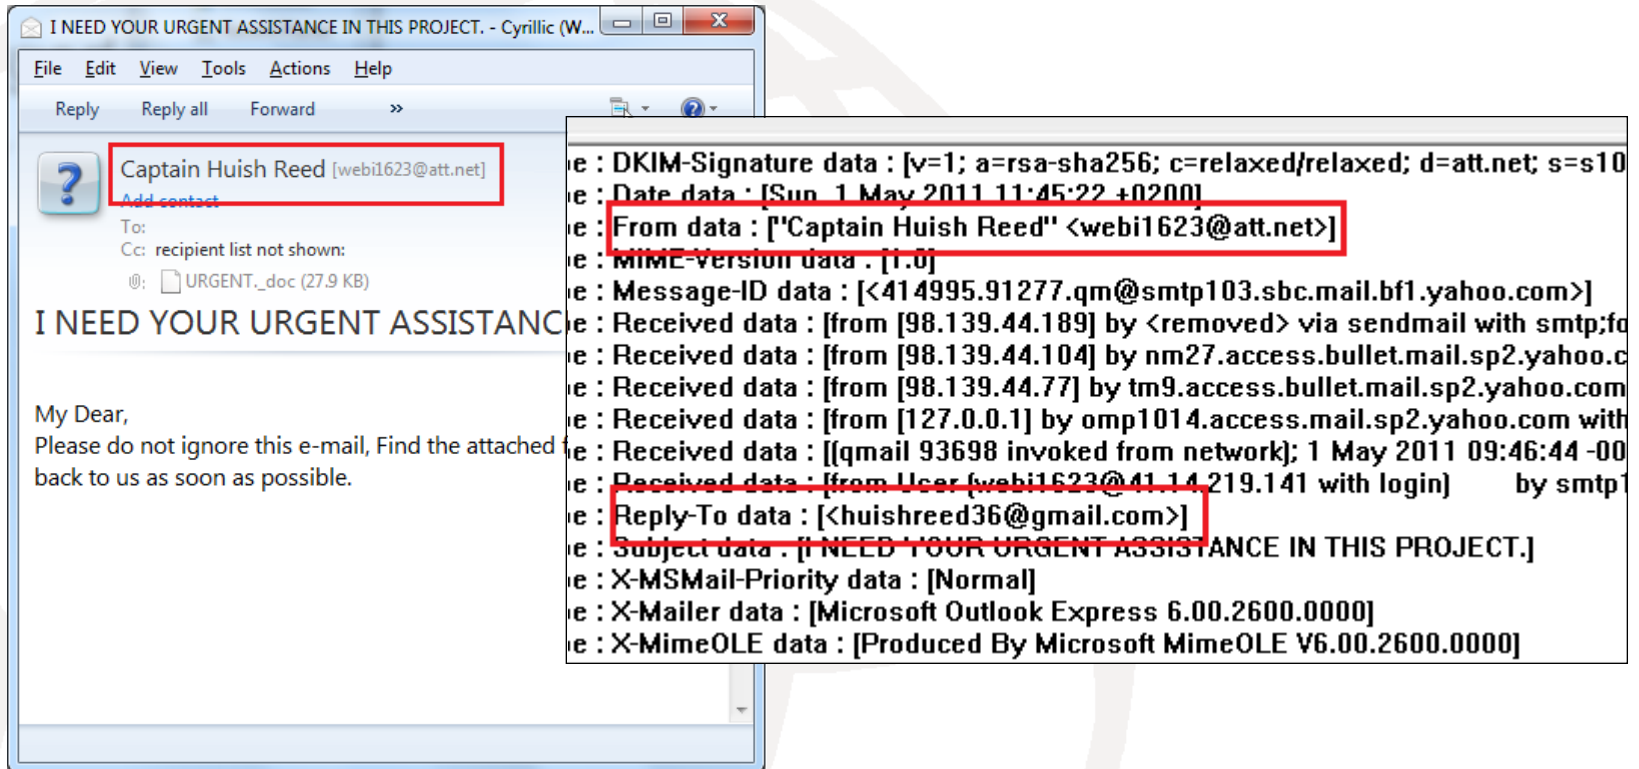 I NEED YOUR URGENT ASSISTANCE IN THIS PROJECT. - Cyrillic (W...
File Edit View Tools Actions Help
Reply Reply all Forward »
Captain Huish Reed [webi1623@att.net]
Add contact
To:
Cc: recipient list not shown:
URGENT._doc (27.9 KB)
I NEED YOUR URGENT ASSISTANC
My Dear,
Please do not ignore this e-mail, Find the attached f
back to us as soon as possible.
e : DKIM-Signature data : [v=1; a=rsa-sha256; c=relaxed/relaxed; d=att.net; s=s10
e : Date data : [Sun, 1 May 2011 11:45:22 +0200]
e : From data : ["Captain Huish Reed" <webi1623@att.net>]
e : MIME-Version data : [1.0]
e : Message-ID data : [<414995.91277.qm@smtp103.sbc.mail.bf1.yahoo.com>]
e : Received data : [from [98.139.44.189] by <removed> via sendmail with smtp;fo
e : Received data : [from [98.139.44.104] by nm27.access.bullet.mail.sp2.yahoo.c
e : Received data : [from [98.139.44.77] by tm9.access.bullet.mail.sp2.yahoo.com
e : Received data : [from [127.0.0.1] by omp1014.access.mail.sp2.yahoo.com with
e : Received data : [(qmail 93698 invoked from network); 1 May 2011 09:46:44 -00
e : Received data : [from User (webi1623@41.14.219.141 with login) by smtp1
e : Reply-To data : [<huishreed36@gmail.com>]
e : Subject data : [I NEED YOUR URGENT ASSISTANCE IN THIS PROJECT.]
e : X-MSMail-Priority data : [Normal]
e : X-Mailer data : [Microsoft Outlook Express 6.00.2600.0000]
e : X-MimeOLE data : [Produced By Microsoft MimeOLE V6.00.2600.0000]